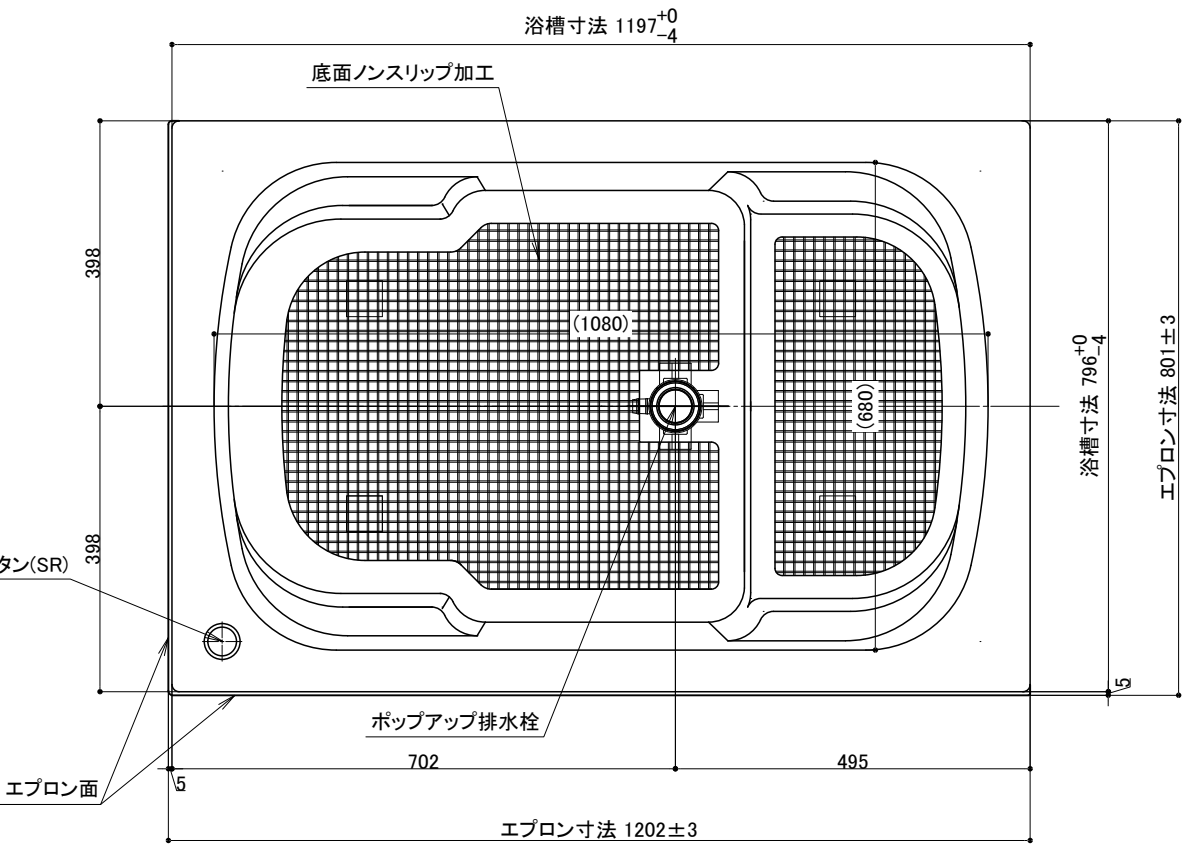 浴槽寸法 1197+0-4
底面ノンスリップ加工
398
(1080)
(680)
浴槽寸法 796+0-4
エプロン寸法 801±3
398
タン(SR)
5
ポップアップ排水栓
702
495
エプロン面
5
エプロン寸法 1202±3